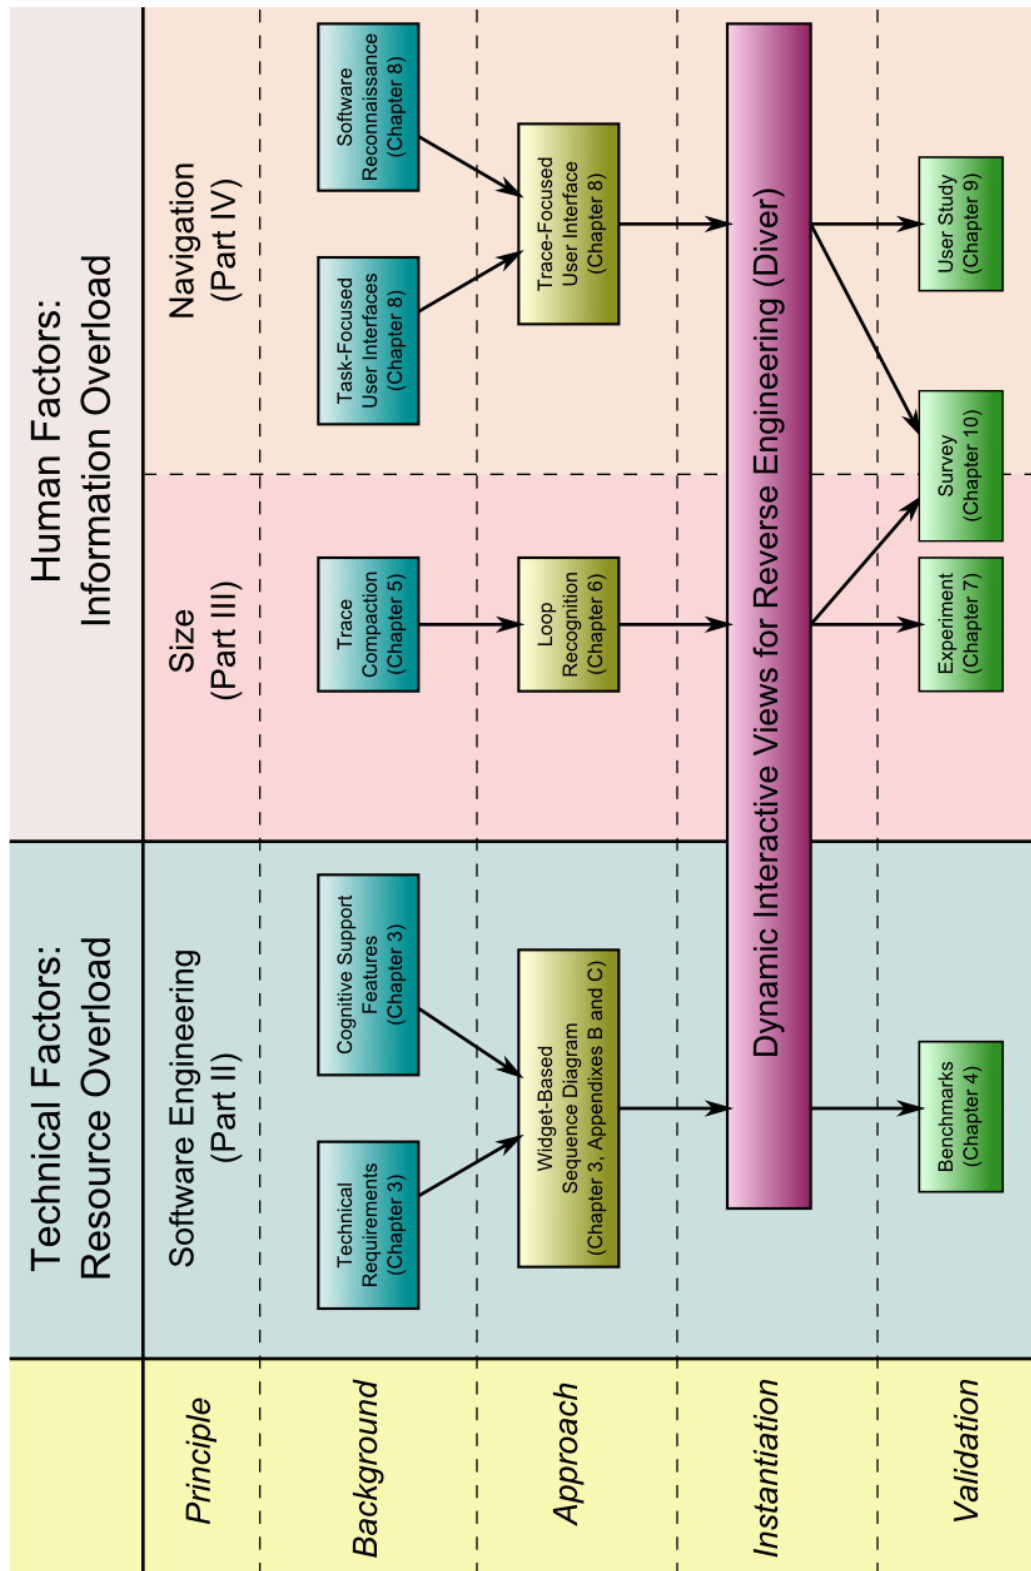 Technical Factors:
Resource Overload
Human Factors:
Information Overload
Principle
Software Engineering
(Part II)
Size
(Part III)
Navigation
(Part IV)
Background
Technical
Requirements
(Chapter 3)
Cognitive Support
Features
(Chapter 3)
Trace
Compaction
(Chapter 5)
Task-Focused
User Interfaces
(Chapter 8)
Software
Reconnaissance
(Chapter 8)
Approach
Widget-Based
Sequence Diagram
(Chapter 3, Appendixes B and C)
Loop
Recognition
(Chapter 6)
Trace-Focused
User Interface
(Chapter 8)
Instantiation
Dynamic Interactive Views for Reverse Engineering (Diver)
Validation
Benchmarks
(Chapter 4)
Experiment
(Chapter 7)
Survey
(Chapter 10)
User Study
(Chapter 9)